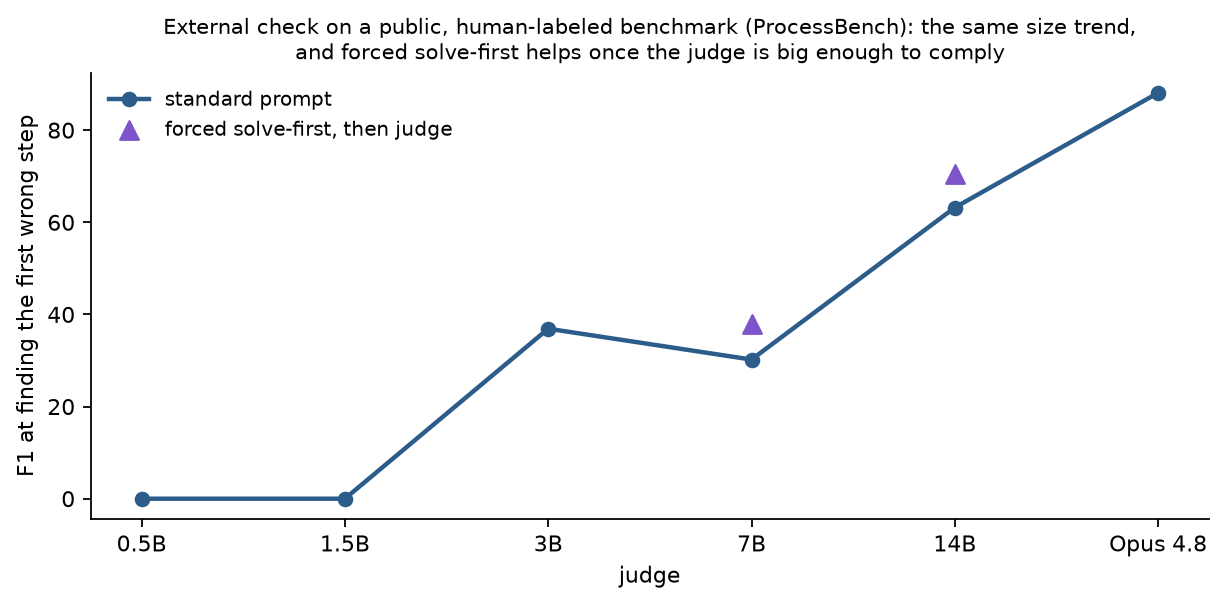 External check on a public, human-labeled benchmark (ProcessBench): the same size trend,
and forced solve-first helps once the judge is big enough to comply
standard prompt
forced solve-first, then judge
F1 at finding the first wrong step
80
60
40
20
0
0.5B
1.5B
3B
7B
14B
Opus 4.8
judge